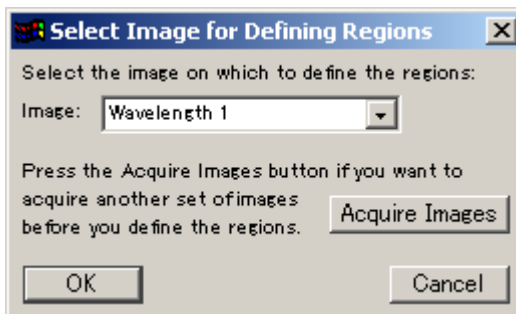 Select Image for Defining Regions
Select the image on which to define the regions:
Image: Wavelength 1
Press the Acquire Images button if you want to
acquire another set of images
before you define the regions.
Acquire Images
OK
Cancel